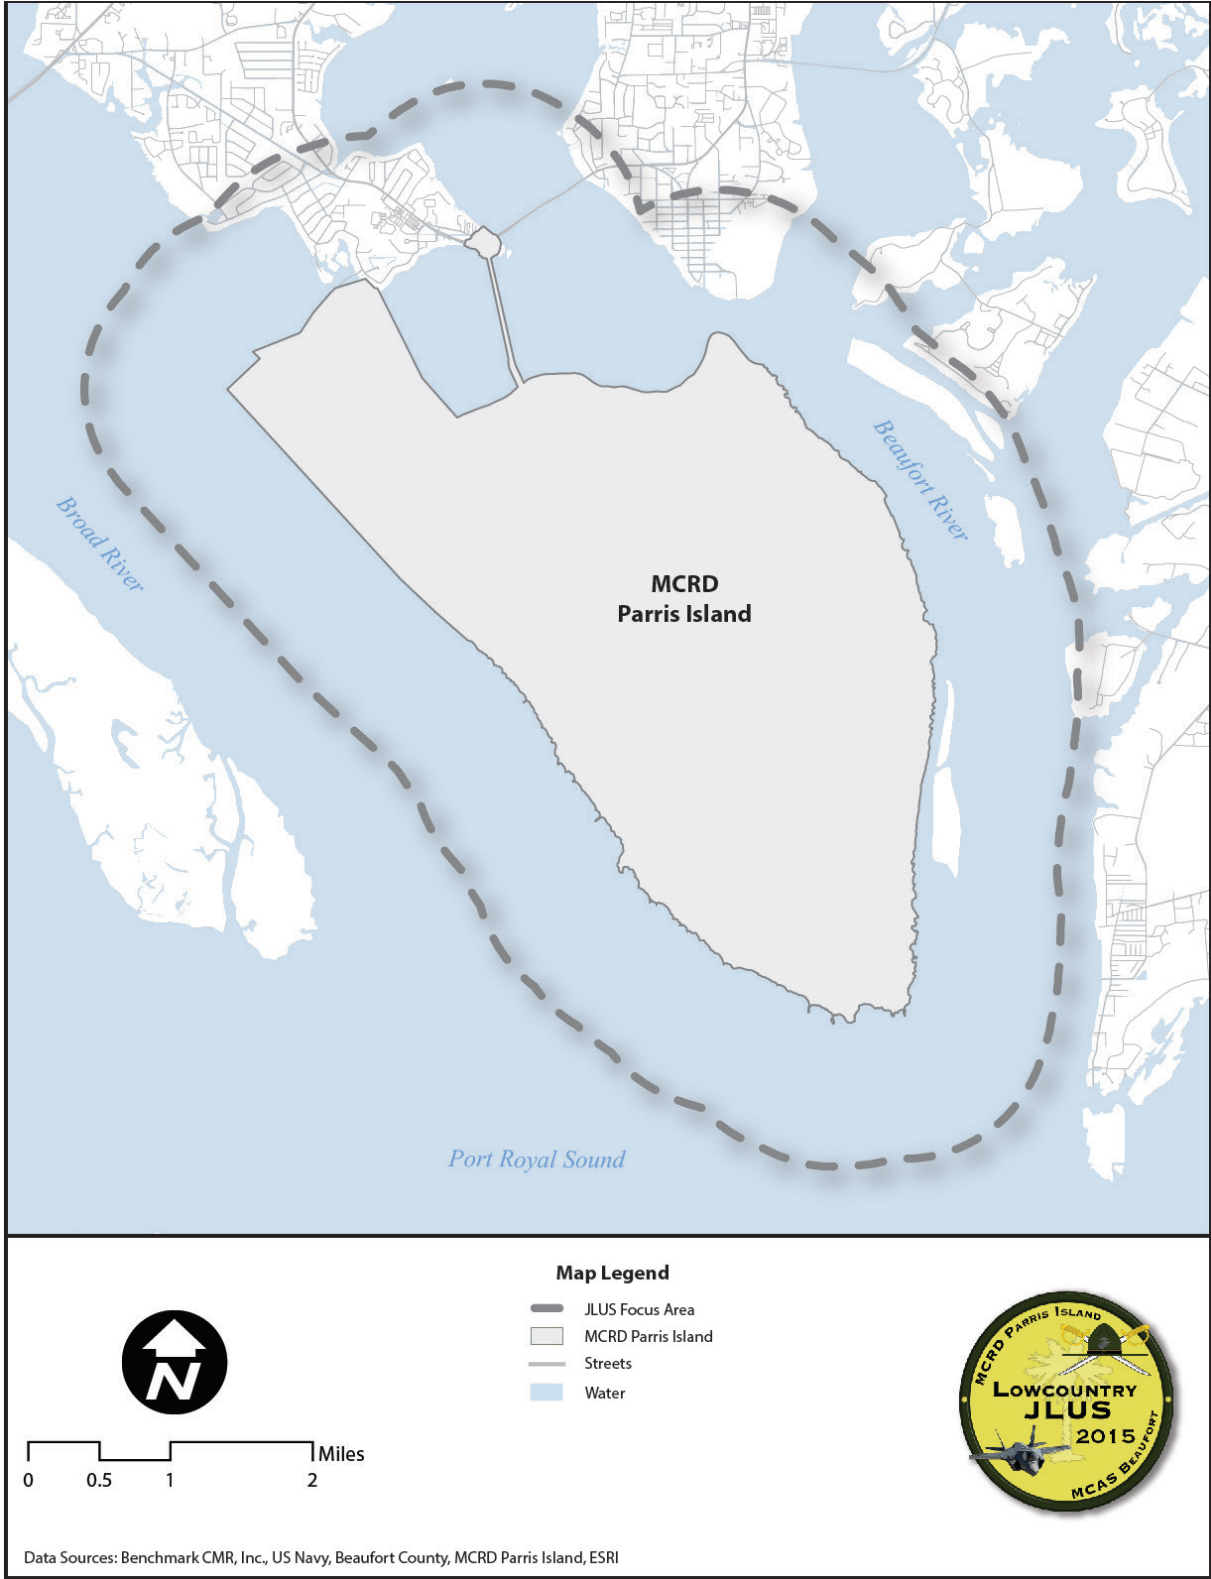 Broad River
Beaufort River
MCRD
Parris Island
Port Royal Sound
Map Legend
JLUS Focus Area
MCRD Parris Island
Streets
Water
N
Miles
0 0.5 1 2
MCRD PARRIS ISLAND
LOWCOUNTRY
JLUS
2015
MCAS BEAUFORT
Data Sources: Benchmark CMR, Inc., US Navy, Beaufort County, MCRD Parris Island, ESRI